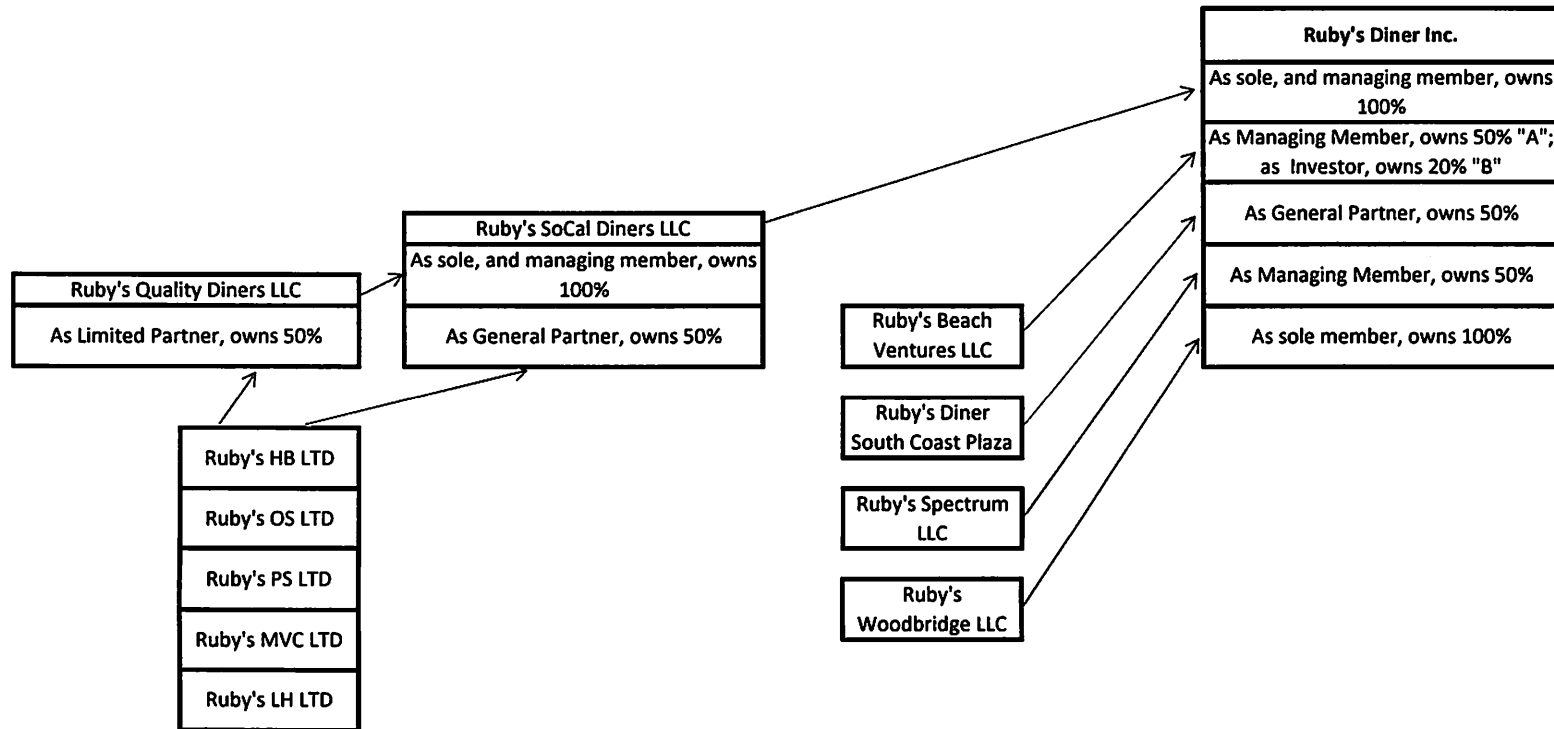 Ruby's Diner Inc.
As sole, and managing member, owns
100%
As Managing Member, owns 50% "A";
as Investor, owns 20% "B"
As General Partner, owns 50%
As Managing Member, owns 50%
As sole member, owns 100%
Ruby's SoCal Diners LLC
As sole, and managing member, owns
100%
As General Partner, owns 50%
Ruby's Quality Diners LLC
As Limited Partner, owns 50%
Ruby's HB LTD
Ruby's OS LTD
Ruby's PS LTD
Ruby's MVC LTD
Ruby's LH LTD
Ruby's Beach
Ventures LLC
Ruby's Diner
South Coast Plaza
Ruby's Spectrum
LLC
Ruby's
Woodbridge LLC